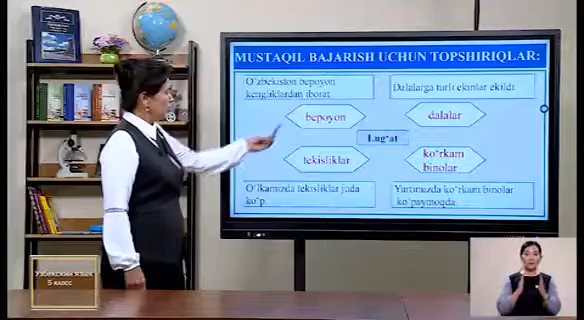 MUSTAQIL BAJARISH UCHUN TOPSHIRIQLAR:
O‘zbekiston bepoyon
kengliklardan iborat
Dalalarga turli ekinlar ekildi
bepoyon
dalalar
Lug‘at
tekisliklar
ko‘rkam
binolar
O‘lkamizda tekisliklar juda
ko‘p.
Yurtimizda ko‘rkam binolar
ko‘paymoqda
Узбекский язык
5 класс